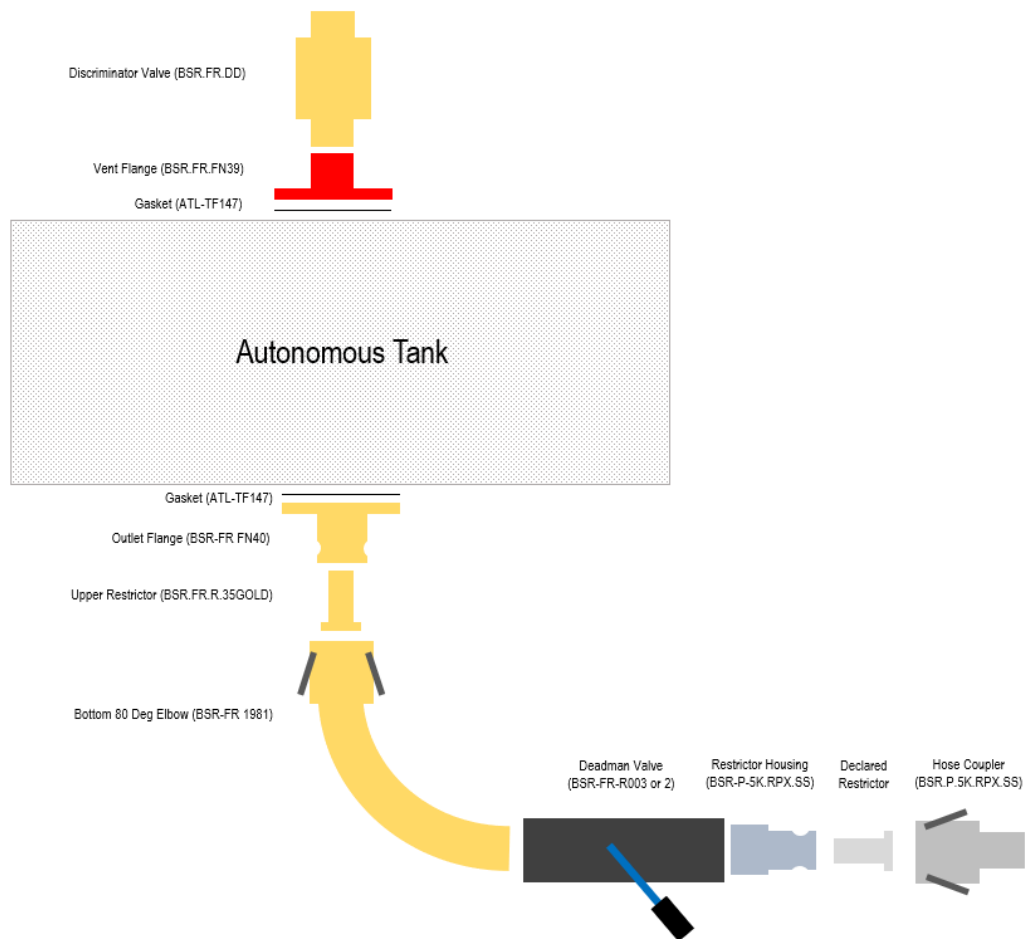 Discriminator Valve (BSR.FR.DD)
Vent Flange (BSR.FR.FN39)
Gasket (ATL-TF147)
Autonomous Tank
Gasket (ATL-TF147)
Outlet Flange (BSR-FR FN40)
Upper Restrictor (BSR.FR.R.35GOLD)
Bottom 80 Deg Elbow (BSR-FR 1981)
Deadman Valve
(BSR-FR-R003 or 2)
Restrictor Housing
(BSR-P-5K.RPX.SS)
Declared
Restrictor
Hose Coupler
(BSR.P.5K.RPX.SS)